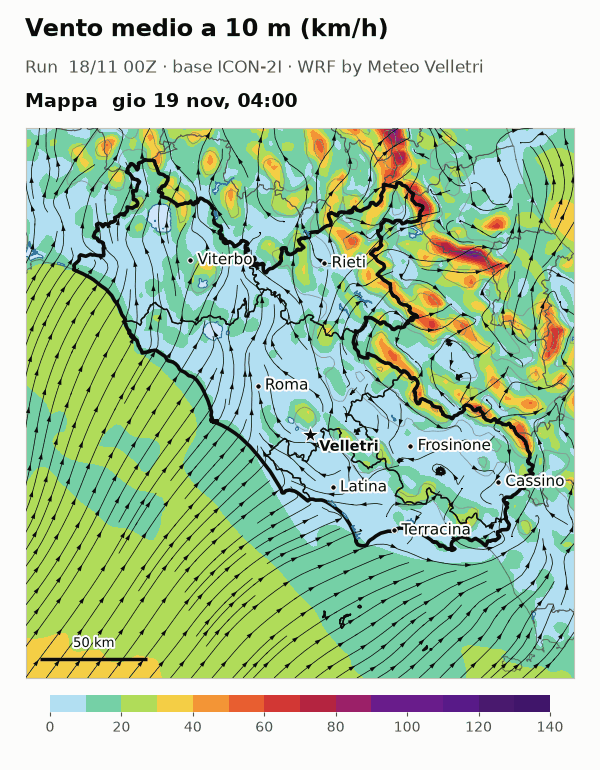 Vento medio a 10 m (km/h)
Run 18/11 00Z · base ICON-2I · WRF by Meteo Velletri
Mappa gio 19 nov, 04:00
Viterbo
Rieti
Roma
Velletri
Frosinone
Latina
Cassino
Terracina
50 km
0 20 40 60 80 100 120 140